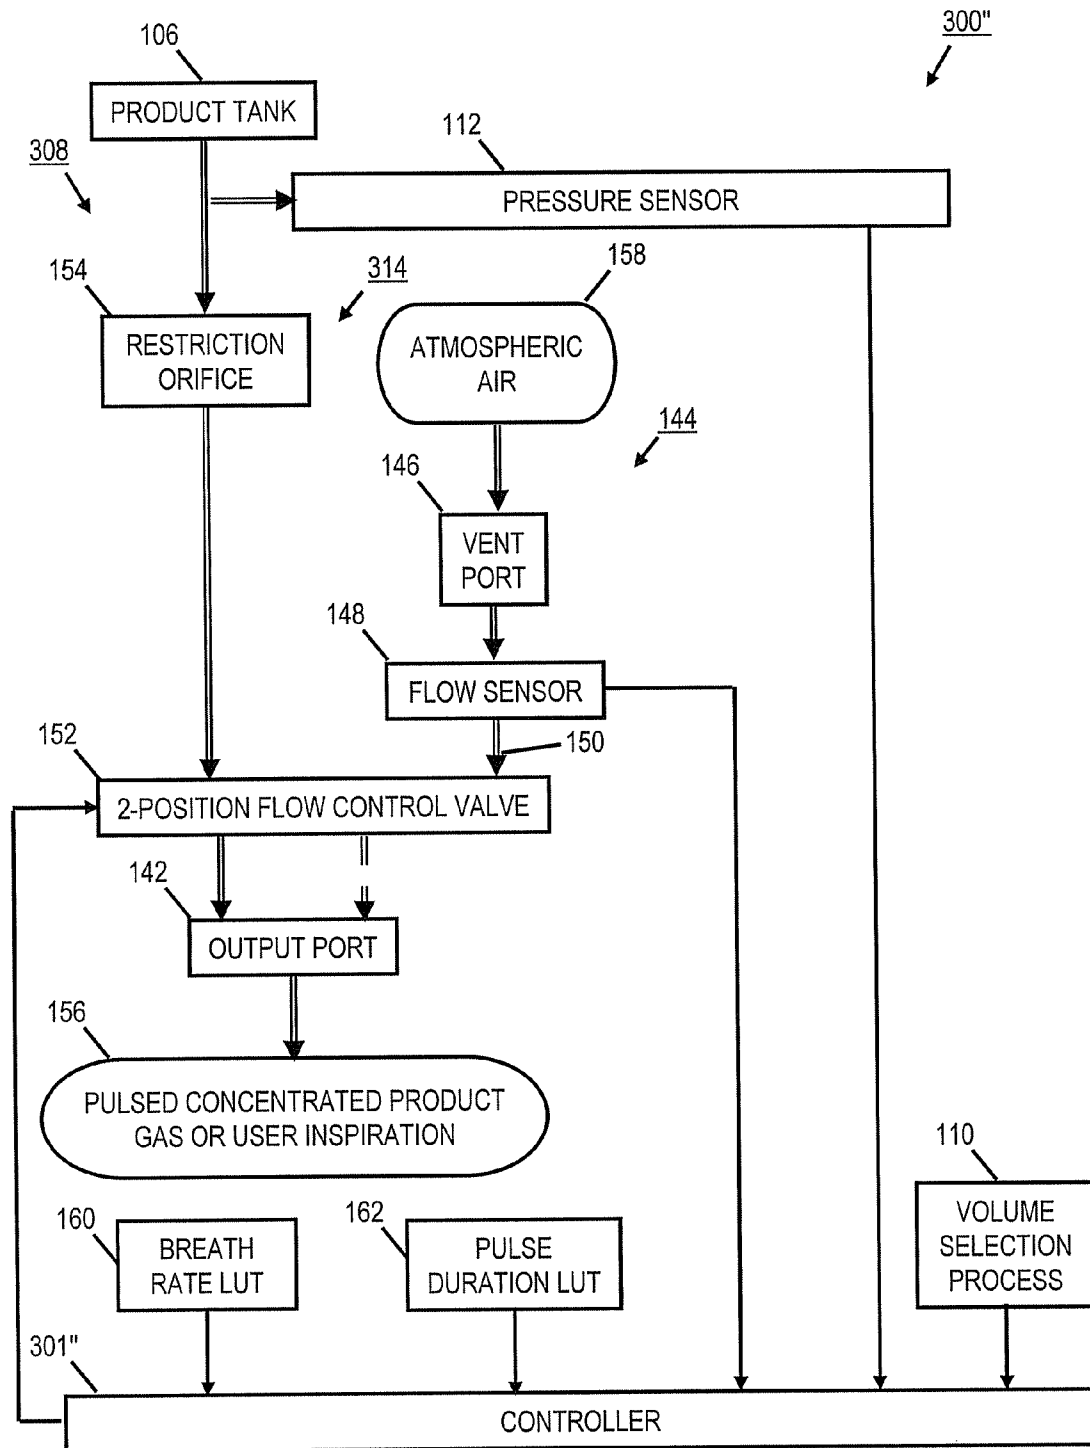 300"
106
PRODUCT TANK
308
112
PRESSURE SENSOR
154
RESTRICTION
ORIFICE
314
158
ATMOSPHERIC
AIR
144
146
VENT
PORT
148
FLOW SENSOR
150
152
2-POSITION FLOW CONTROL VALVE
142
OUTPUT PORT
156
PULSED CONCENTRATED PRODUCT
GAS OR USER INSPIRATION
160
BREATH
RATE LUT
162
PULSE
DURATION LUT
110
VOLUME
SELECTION
PROCESS
301"
CONTROLLER